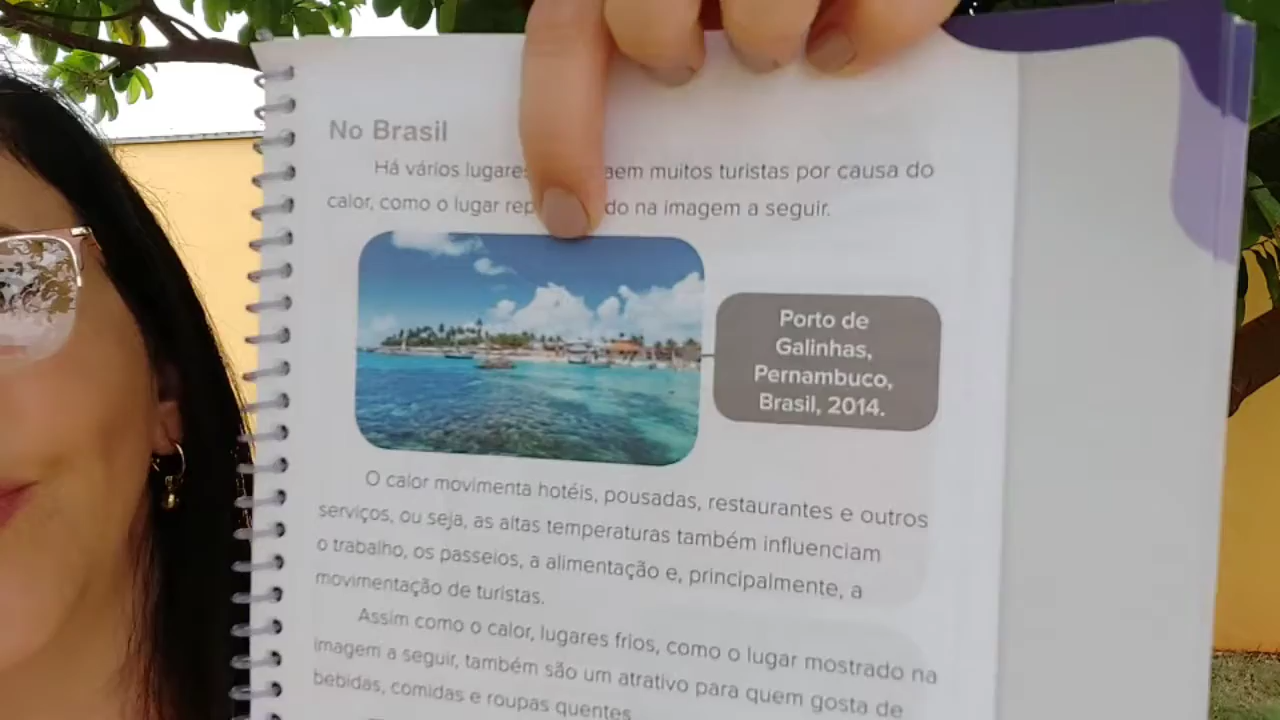 No Brasil
Há vários lugares aem muitos turistas por causa do
calor, como o lugar rep do na imagem a seguir.
Porto de
Galinhas,
Pernambuco,
Brasil, 2014.
O calor movimenta hotéis, pousadas, restaurantes e outros
serviços, ou seja, as altas temperaturas também influenciam
o trabalho, os passeios, a alimentação e, principalmente, a
movimentação de turistas.
Assim como o calor, lugares frios, como o lugar mostrado na
imagem a seguir, também são um atrativo para quem gosta de
bebidas, comidas e roupas quentes